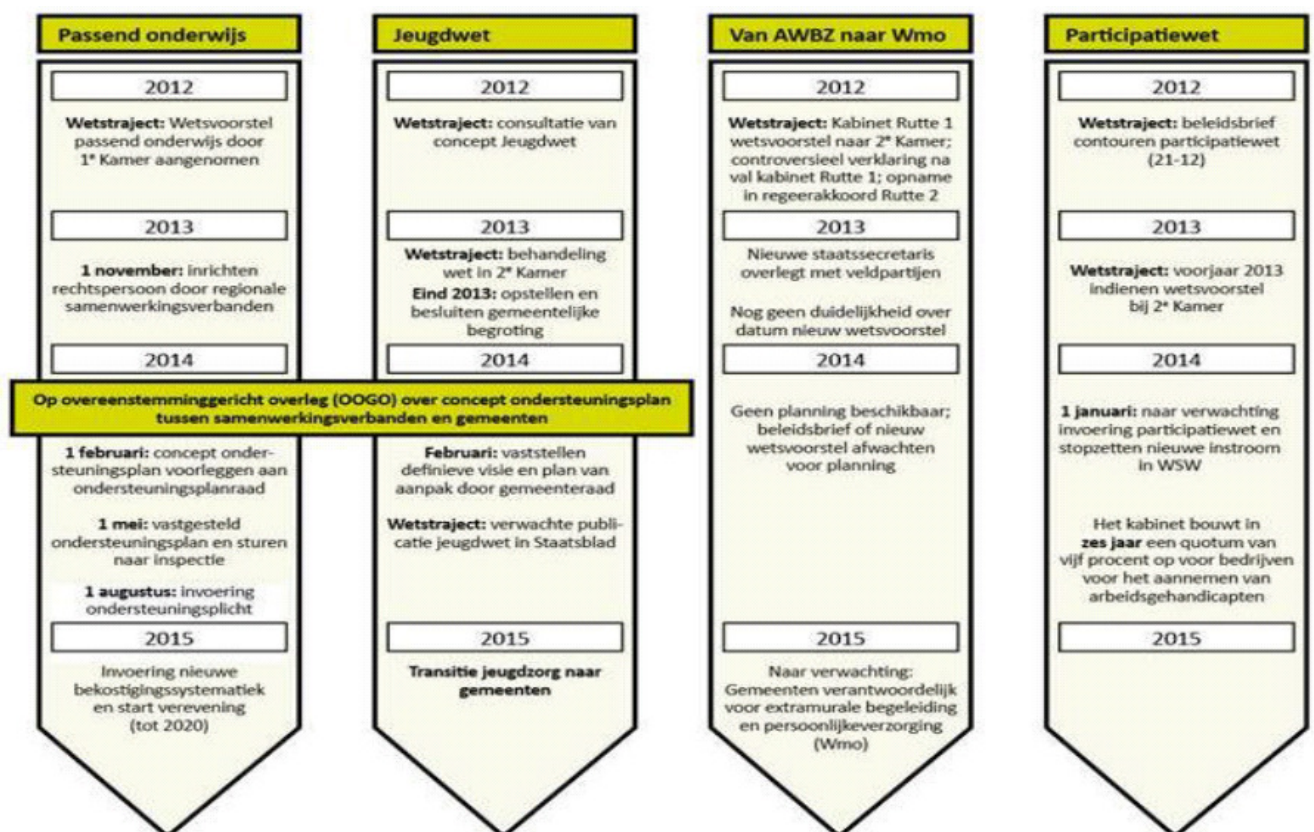 Passend onderwijs
2012
Wetstraject: Wetsvoorstel
passend onderwijs door
1e Kamer aangenomen
2013
1 november: inrichten
rechtspersoon door regionale
samenwerkingsverbanden
2014
Op overeenstemminggericht overleg (OOGO) over concept ondersteuningsplan
tussen samenwerkingsverbanden en gemeenten
1 februari: concept onder-
steuningsplan voorleggen aan
ondersteuningsplanraad
1 mei: vastgesteld
ondersteuningsplan en sturen
naar inspectie
1 augustus: invoering
ondersteuningsplicht
2015
Invoering nieuwe
bekostigingssystematiek
en start verevening
(tot 2020)
Jeugdwet
2012
Wetstraject: consultatie van
concept Jeugdwet
2013
Wetstraject: behandeling
wet in 2e Kamer
Eind 2013: opstellen en
besluiten gemeentelijke
begroting
2014
Februari: vaststellen
definieve visie en plan van
aanpak door gemeenteraad
Wetstraject: verwachte publi-
catie jeugdwet in Staatsblad
2015
Transitie jeugdzorg naar
gemeenten
Van AWBZ naar Wmo
2012
Wetstraject: Kabinet Rutte 1
wetsvoorstel naar 2e Kamer;
controversieel verklaring na
val kabinet Rutte 1; opname
in regeerakkoord Rutte 2
2013
Nieuwe staatssecretaris
overlegt met veldpartijen
Nog geen duidelijkheid over
datum nieuw wetsvoorstel
2014
Geen planning beschikbaar;
beleidsbrief of nieuw
wetsvoorstel afwachten
voor planning
2015
Naar verwachting:
Gemeenten verantwoordelijk
voor extramurale begeleiding
en persoonlijkeverzorging
(Wmo)
Participatiewet
2012
Wetstraject: beleidsbrief
contouren participatiewet
(21-12)
2013
Wetstraject: voorjaar 2013
indienen wetsvoorstel
bij 2e Kamer
2014
1 januari: naar verwachting
invoering participatiewet en
stopzetten nieuwe instroom
in WSW
Het kabinet bouwt in
zes jaar een quotum van
vijf procent op voor bedrijven
voor het aannemen van
arbeidsgehandicapten
2015